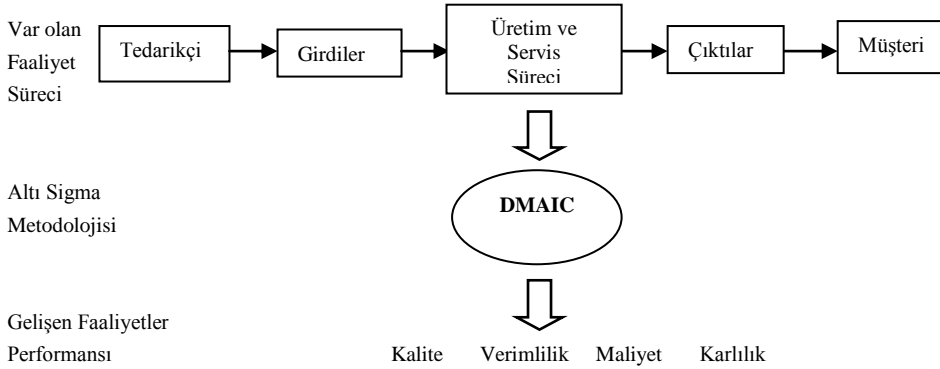 Var olan
Faaliyet
Süreci
Tedarikçi
Girdiler
Üretim ve
Servis
Süreci
Çıktılar
Müşteri
Altı Sigma
Metodolojisi
DMAIC
Gelişen Faaliyetler
Performansı
Kalite Verimlilik Maliyet Karlılık